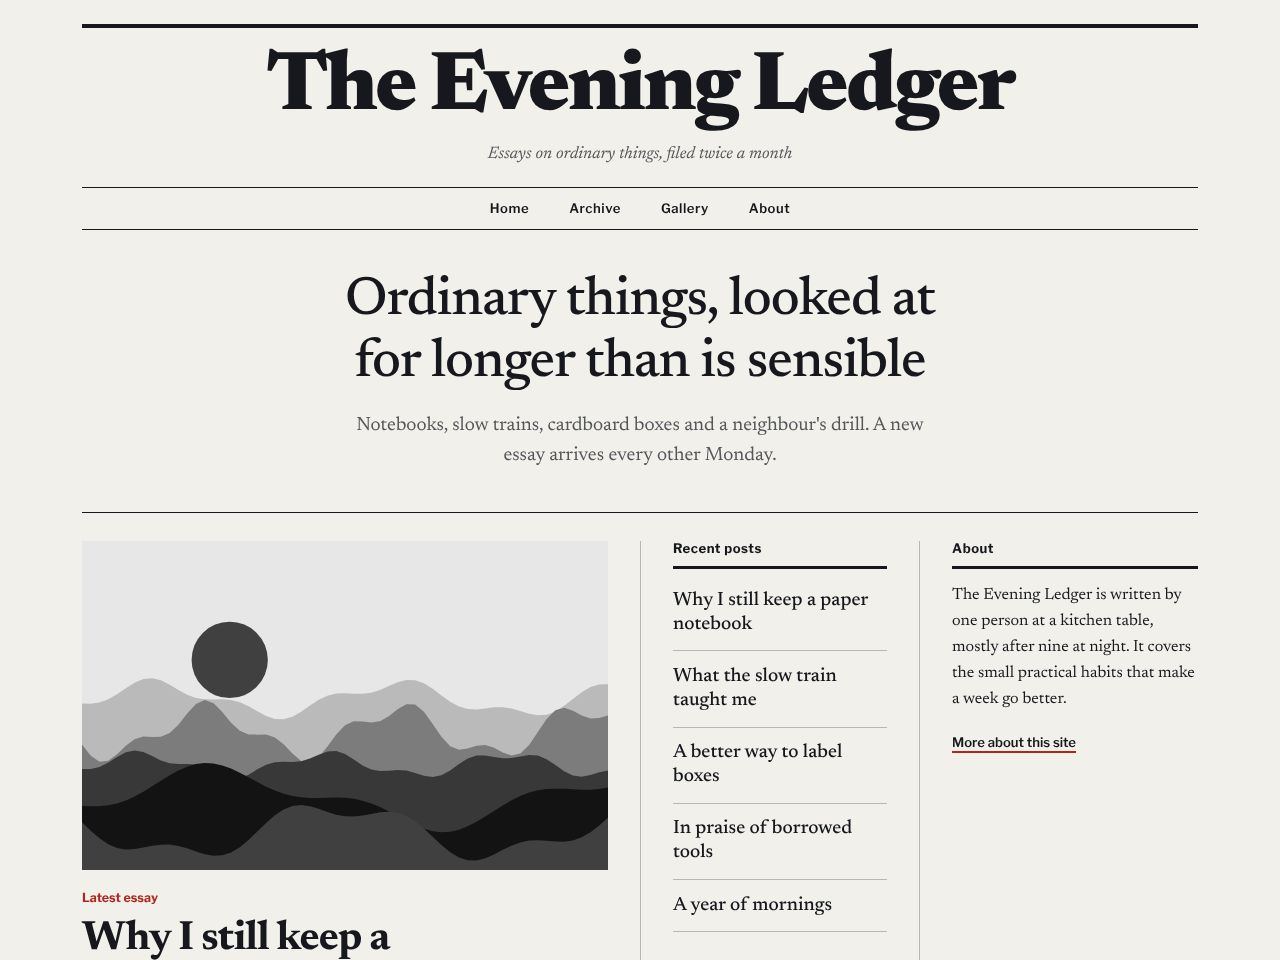 The Evening Ledger
Essays on ordinary things, filed twice a month
Home Archive Gallery About
Ordinary things, looked at
for longer than is sensible
Notebooks, slow trains, cardboard boxes and a neighbour's drill. A new
essay arrives every other Monday.
Latest essay
Why I still keep a
Recent posts
Why I still keep a paper
notebook
What the slow train
taught me
A better way to label
boxes
In praise of borrowed
tools
A year of mornings
About
The Evening Ledger is written by
one person at a kitchen table,
mostly after nine at night. It covers
the small practical habits that make
a week go better.
More about this site